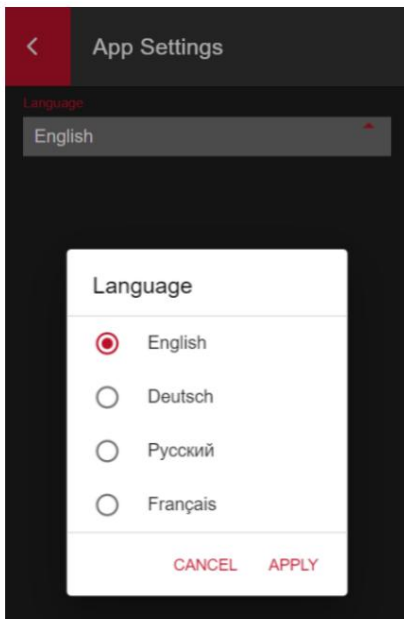 App Settings
Language
English
Language
English
Deutsch
Русский
Français
CANCEL APPLY